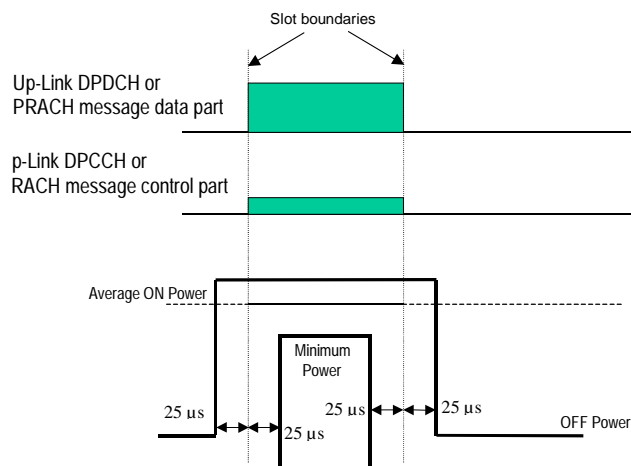 Slot boundaries
Up-Link DPDCH or
PRACH message data part
p-Link DPCCH or
RACH message control part
Average ON Power
Minimum
Power
25 µs
25 µs
25 µs
25 µs
OFF Power